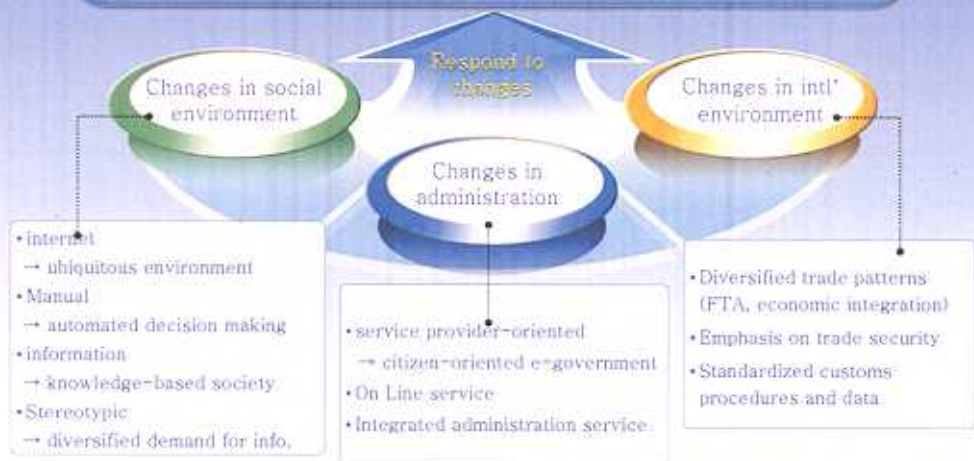 Respond to
changes
Changes in social
environment
Changes in intl'
environment
Changes in
administration
• internet
→ ubiquitous environment
• Manual
→ automated decision making
• information
→ knowledge-based society
• Stereotypic
→ diversified demand for info.
• service provider-oriented
→ citizen-oriented e-government
• On Line service
• Integrated administration service
• Diversified trade patterns
(FTA, economic integration)
• Emphasis on trade security
• Standardized customs
procedures and data